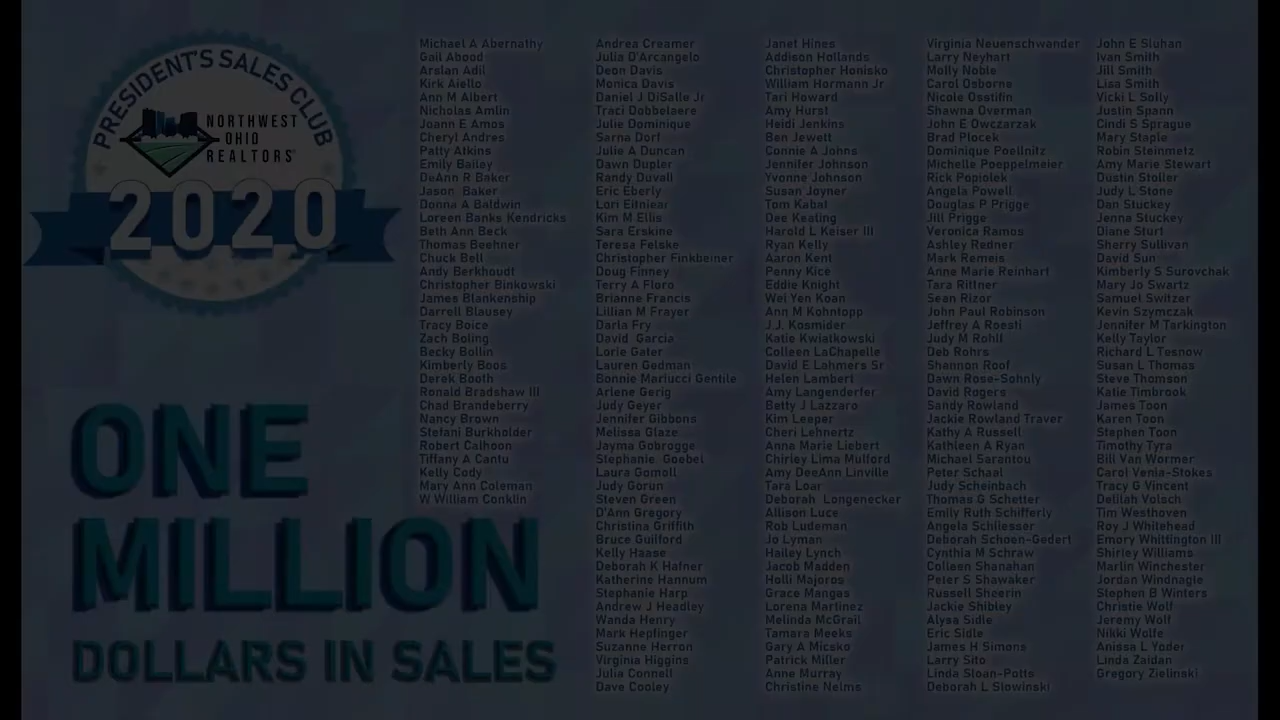 PRESIDENT'S SALES CLUB
NORTHWEST
OHIO
REALTORS
2020
ONE
MILLION
DOLLARS IN SALES
Michael A Abernathy
Gail Abood
Arslan Adil
Kirk Aiello
Ann M Albert
Nicholas Amlin
Joann E Amos
Cheryl Andres
Patty Atkins
Emily Bailey
DeAnn R Baker
Jason Baker
Donna A Baldwin
Loreen Banks Kendricks
Beth Ann Beck
Thomas Beehner
Chuck Bell
Andy Berkhoudt
Christopher Binkowski
James Blankenship
Darrell Blausey
Tracy Boice
Zach Boling
Becky Bollin
Kimberly Boos
Derek Booth
Ronald Bradshaw III
Chad Brandeberry
Nancy Brown
Stefani Burkholder
Robert Calhoon
Tiffany A Cantu
Kelly Cody
Mary Ann Coleman
W William Conklin
Andrea Creamer
Julia D'Arcangelo
Deon Davis
Monica Davis
Daniel J DiSalle Jr
Traci Dobbelaere
Julie Dominique
Sarna Dorf
Julie A Duncan
Dawn Dupler
Randy Duvall
Eric Eberly
Lori Eitniear
Kim M Ellis
Sara Erskine
Teresa Felske
Christopher Finkbeiner
Doug Finney
Terry A Floro
Brianne Francis
Lillian M Frayer
Darla Fry
David Garcia
Lorie Gater
Lauren Gedman
Bonnie Marlucci Gentile
Arlene Gerig
Judy Geyer
Jennifer Gibbons
Melissa Glaze
Jayma Gobrogge
Stephanie Goebel
Laura Gomoll
Judy Gorun
Steven Green
D'Ann Gregory
Christina Griffith
Bruce Guilford
Kelly Haase
Deborah K Hafner
Katherine Hannum
Stephanie Harp
Andrew J Headley
Wanda Henry
Mark Hepfinger
Suzanne Herron
Virginia Higgins
Julia Connell
Dave Cooley
Janet Hines
Addison Hollands
Christopher Honisko
William Hormann Jr
Tari Howard
Amy Hurst
Heidi Jenkins
Ben Jewett
Connie A Johns
Jennifer Johnson
Yvonne Johnson
Susan Joyner
Tom Kabat
Dee Keating
Harold L Keiser III
Ryan Kelly
Aaron Kent
Penny Kice
Eddie Knight
Wei Yen Koan
Ann M Kohntopp
J.J. Kosmider
Katie Kwiatkowski
Colleen LaChapelle
David E Lahmers Sr
Helen Lambert
Amy Langenderfer
Betty J Lazzaro
Kim Leaper
Cheri Lehnertz
Anne Marie Liebert
Chirley Lima Mulford
Amy DeeAnn Linville
Tara Loar
Deborah Longenecker
Allison Luce
Rob Ludeman
Jo Lyman
Hailey Lynch
Jacob Madden
Holli Majoros
Grace Mangas
Lorena Martinez
Melinda McGrail
Tamara Meeks
Gary A Micsko
Patrick Miller
Anne Murray
Christine Nelms
Virginia Neuenschwander
Larry Neyhart
Molly Noble
Carol Osborne
Nicole Osstifin
Shawna Overman
John E Owczarzak
Brad Plocek
Dominique Poellnitz
Michelle Poeppelmeier
Rick Popiolek
Angela Powell
Douglas P Prigge
Jill Prigge
Veronica Ramos
Ashley Redner
Mark Remeis
Anne Marie Reinhart
Tara Rittner
Sean Rizor
John Paul Robinson
Jeffrey A Roesti
Judy M Rohlf
Deb Rohrs
Shannon Roof
Dawn Rose-Sohnly
David Rogers
Sandy Rowland
Jackie Rowland Traver
Kathy A Russell
Kathleen A Ryan
Michael Sarantou
Peter Schaal
Judy Scheinbach
Thomas G Schetter
Emily Ruth Schifferly
Angela Schliesser
Deborah Schoen-Gedert
Cynthia M Schraw
Colleen Shanahan
Peter S Shawaker
Russell Sheerin
Jackie Shibley
Alysa Sidle
Eric Sidle
James H Simons
Larry Sito
Linda Sloan-Potts
Deborah L Slowinski
John E Sluhan
Ivan Smith
Jill Smith
Lisa Smith
Vicki L Solly
Justin Spann
Cindi S Sprague
Mary Staple
Robin Steinmetz
Amy Marie Stewart
Dustin Stoller
Judy L Stone
Dan Stuckey
Jenna Stuckey
Diane Sturt
Sherry Sullivan
David Sun
Kimberly S Surovchak
Mary Jo Swartz
Samuel Switzer
Kevin Szymczak
Jennifer M Tarkington
Kelly Taylor
Richard L Tesnow
Susan L Thomas
Steve Thomson
Katie Timbrook
James Toon
Karen Toon
Stephen Toon
Timothy Tyra
Bill Van Wormer
Carol Venia-Stokes
Tracy G Vincent
Delilah Volsch
Tim Westhoven
Roy J Whitehead
Emory Whittington III
Shirley Williams
Marlin Winchester
Jordan Windnagle
Stephen B Winters
Christie Wolf
Jeremy Wolf
Nikki Wolfe
Anissa L Yoder
Linda Zaidan
Gregory Zielinski